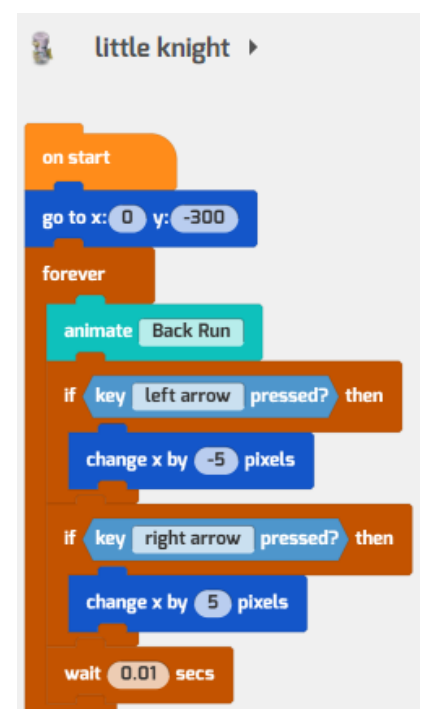 little knight
on start
go to x: 0 y: -300
forever
animate Back Run
if key left arrow pressed? then
change x by -5 pixels
if key right arrow pressed? then
change x by 5 pixels
wait 0.01 secs